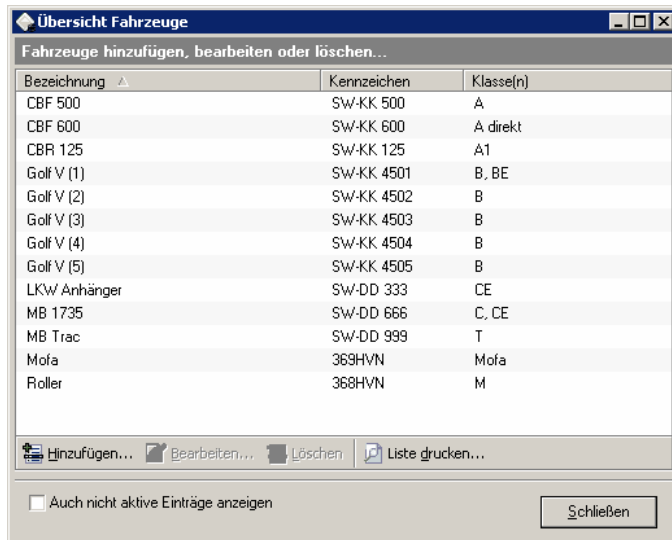 Übersicht Fahrzeuge
Fahrzeuge hinzufügen, bearbeiten oder löschen...
Bezeichnung Kennzeichen Klasse(n)
CBF 500 SW-KK 500 A
CBF 600 SW-KK 600 A direkt
CBR 125 SW-KK 125 A1
Golf V (1) SW-KK 4501 B, BE
Golf V (2) SW-KK 4502 B
Golf V (3) SW-KK 4503 B
Golf V (4) SW-KK 4504 B
Golf V (5) SW-KK 4505 B
LKW Anhänger SW-DD 333 CE
MB 1735 SW-DD 666 C, CE
MB Trac SW-DD 999 T
Mofa 369HVN Mofa
Roller 368HVN M
Hinzufügen... Bearbeiten... Löschen Liste drucken...
Auch nicht aktive Einträge anzeigen
Schließen